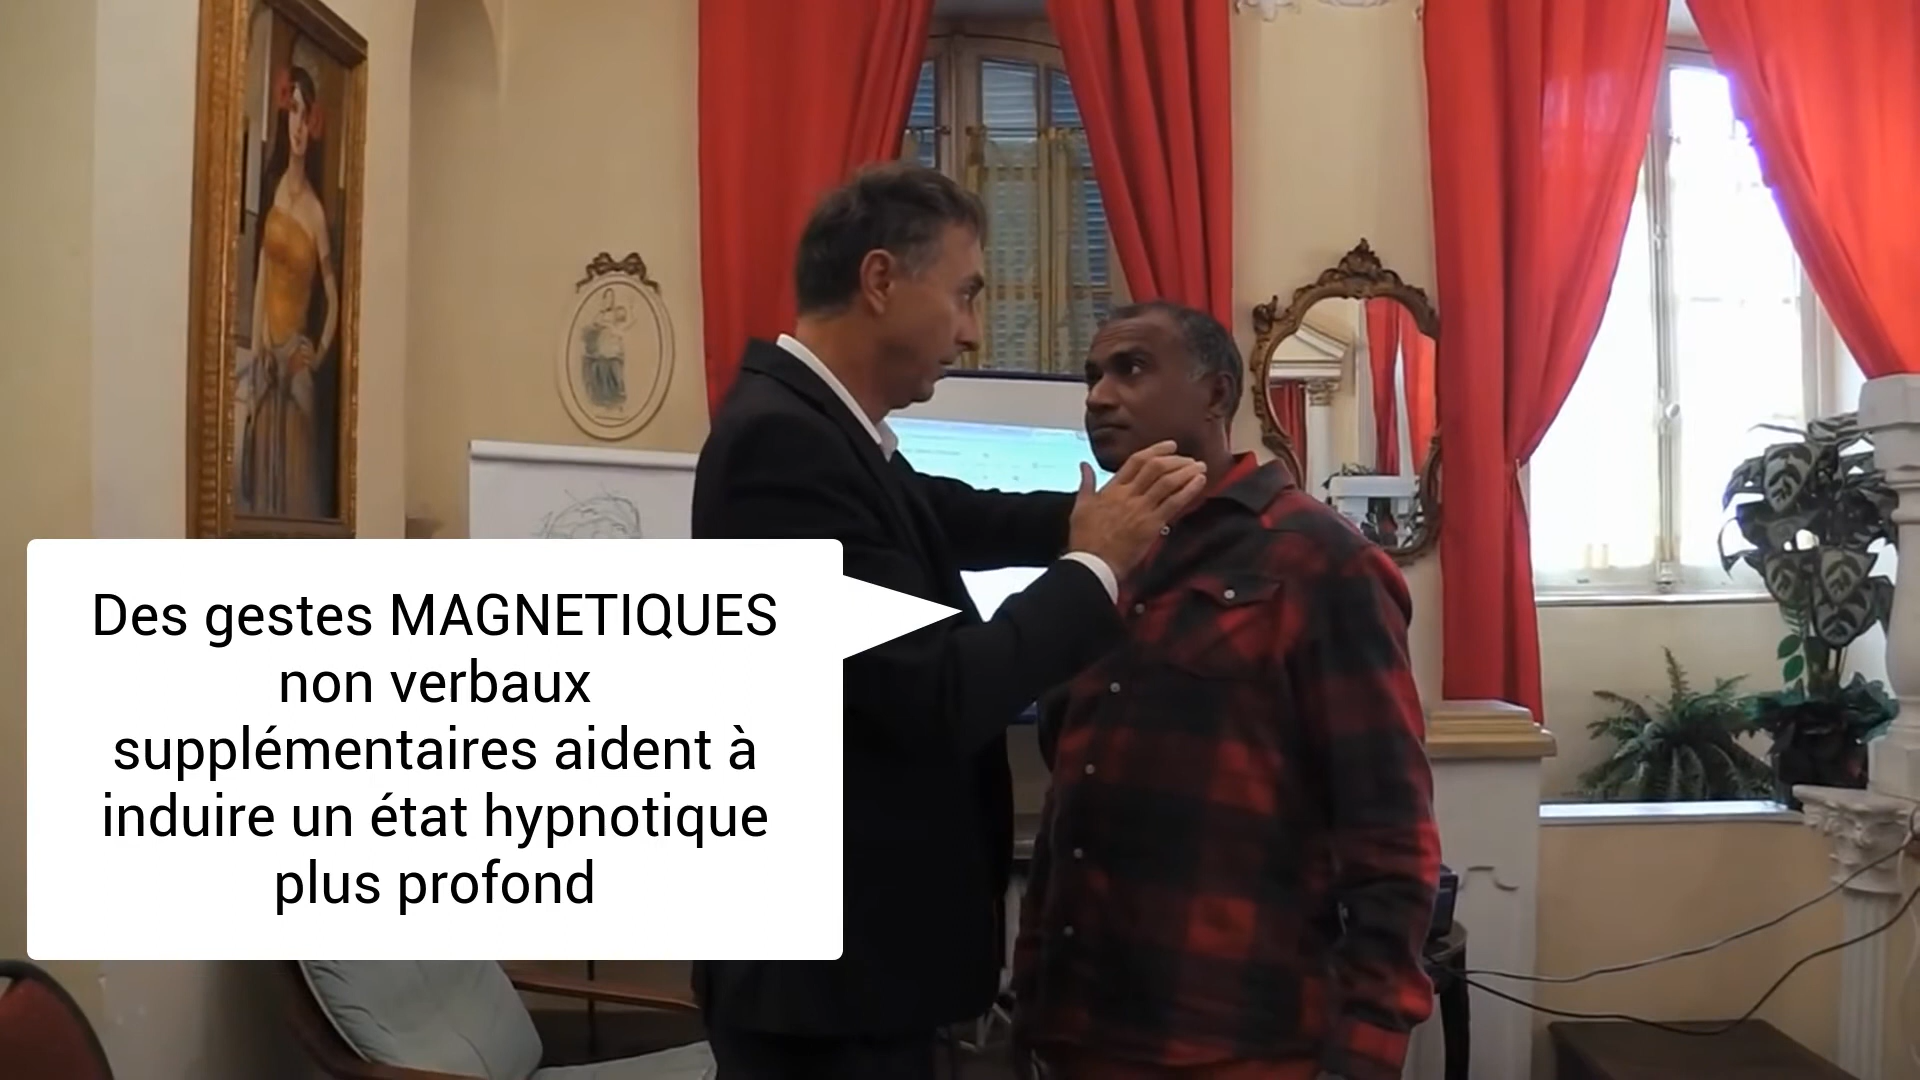 Des gestes MAGNETIQUES
non verbaux
supplémentaires aident à
induire un état hypnotique
plus profond